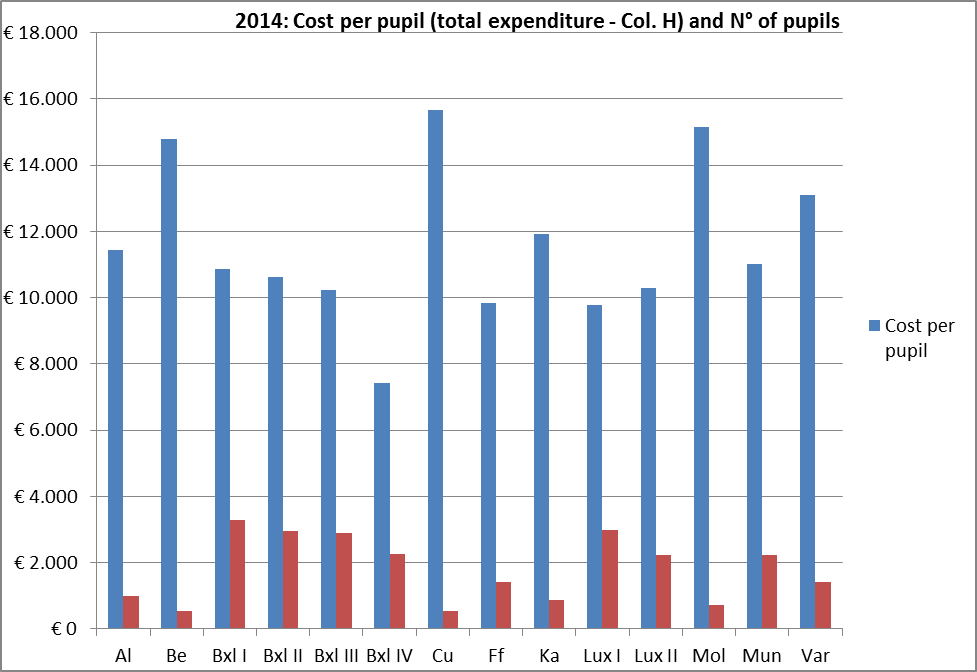 2014: Cost per pupil (total expenditure - Col. H) and N° of pupils
€ 18.000
€ 16.000
€ 14.000
€ 12.000
€ 10.000
€ 8.000
€ 6.000
€ 4.000
€ 2.000
€ 0
Al Be Bxl I Bxl II Bxl III Bxl IV Cu Ff Ka Lux I Lux II Mol Mun Var
Cost per
pupil